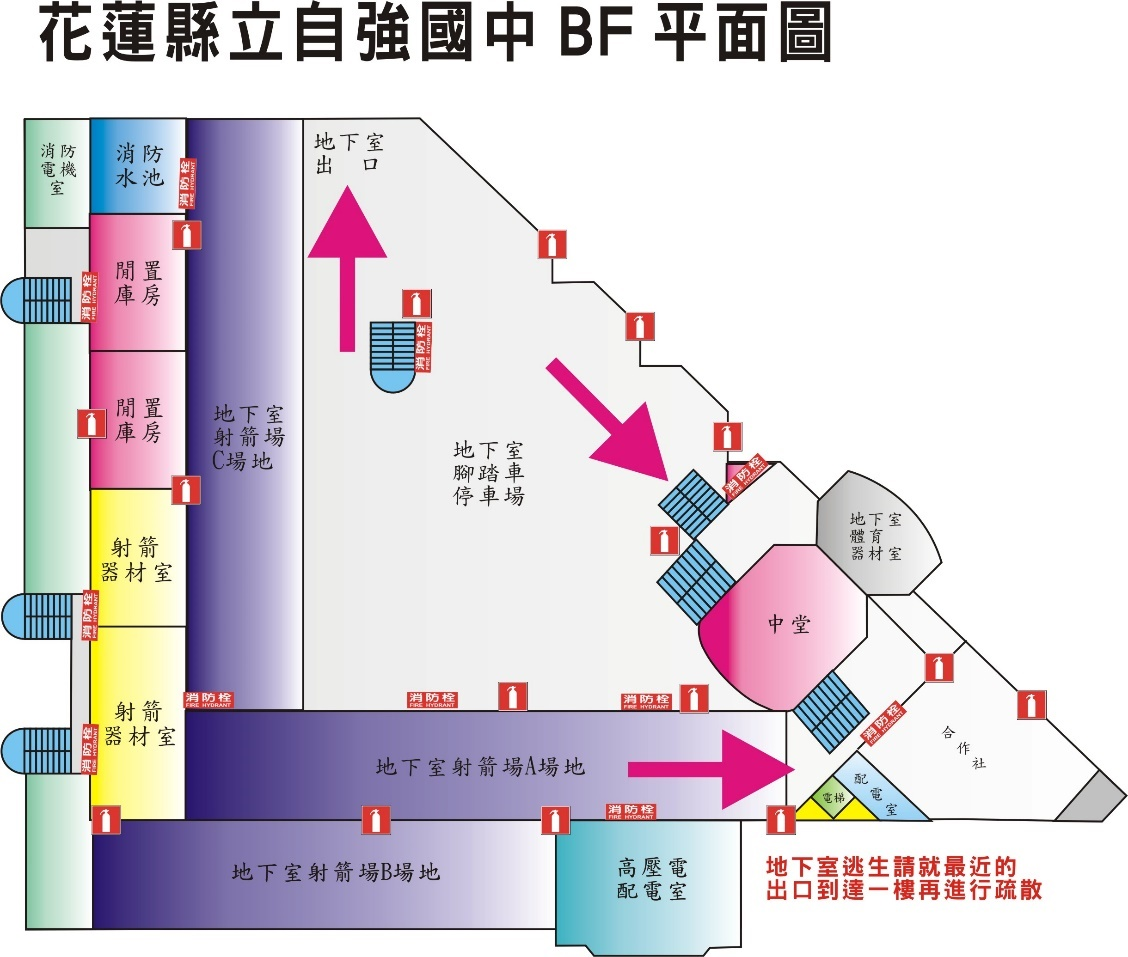 花蓮縣立自強國中BF平面圖
消防
電機
室
消防
水池
地下室
出 口
消防栓
FIRE HYDRANT
閒置
庫房
消防栓
FIRE HYDRANT
消防栓
FIRE HYDRANT
閒置
庫房
地下室
射箭場
C場地
地下室
腳踏車
停車場
消防栓
FIRE HYDRANT
地下室
體育
器材室
射箭
器材室
消防栓
FIRE HYDRANT
中堂
射箭
器材室
消防栓
FIRE HYDRANT
消防栓
FIRE HYDRANT
消防栓
FIRE HYDRANT
消防栓
FIRE HYDRANT
消防栓
FIRE HYDRANT
合
作
社
地下室射箭場A場地
配
電
室
電梯
消防栓
FIRE HYDRANT
地下室射箭場B場地
高壓電
配電室
地下室逃生請就最近的
出口到達一樓再進行疏散